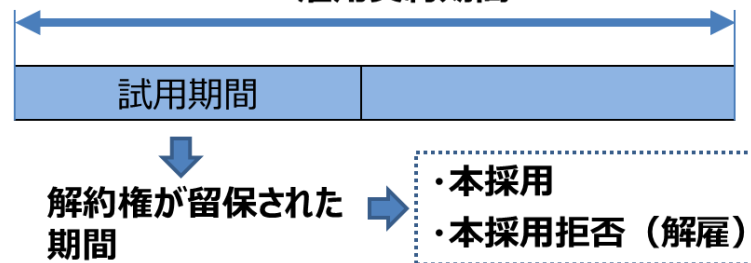 試用期間
解約権が留保された
期間
・本採用
・本採用拒否（解雇）